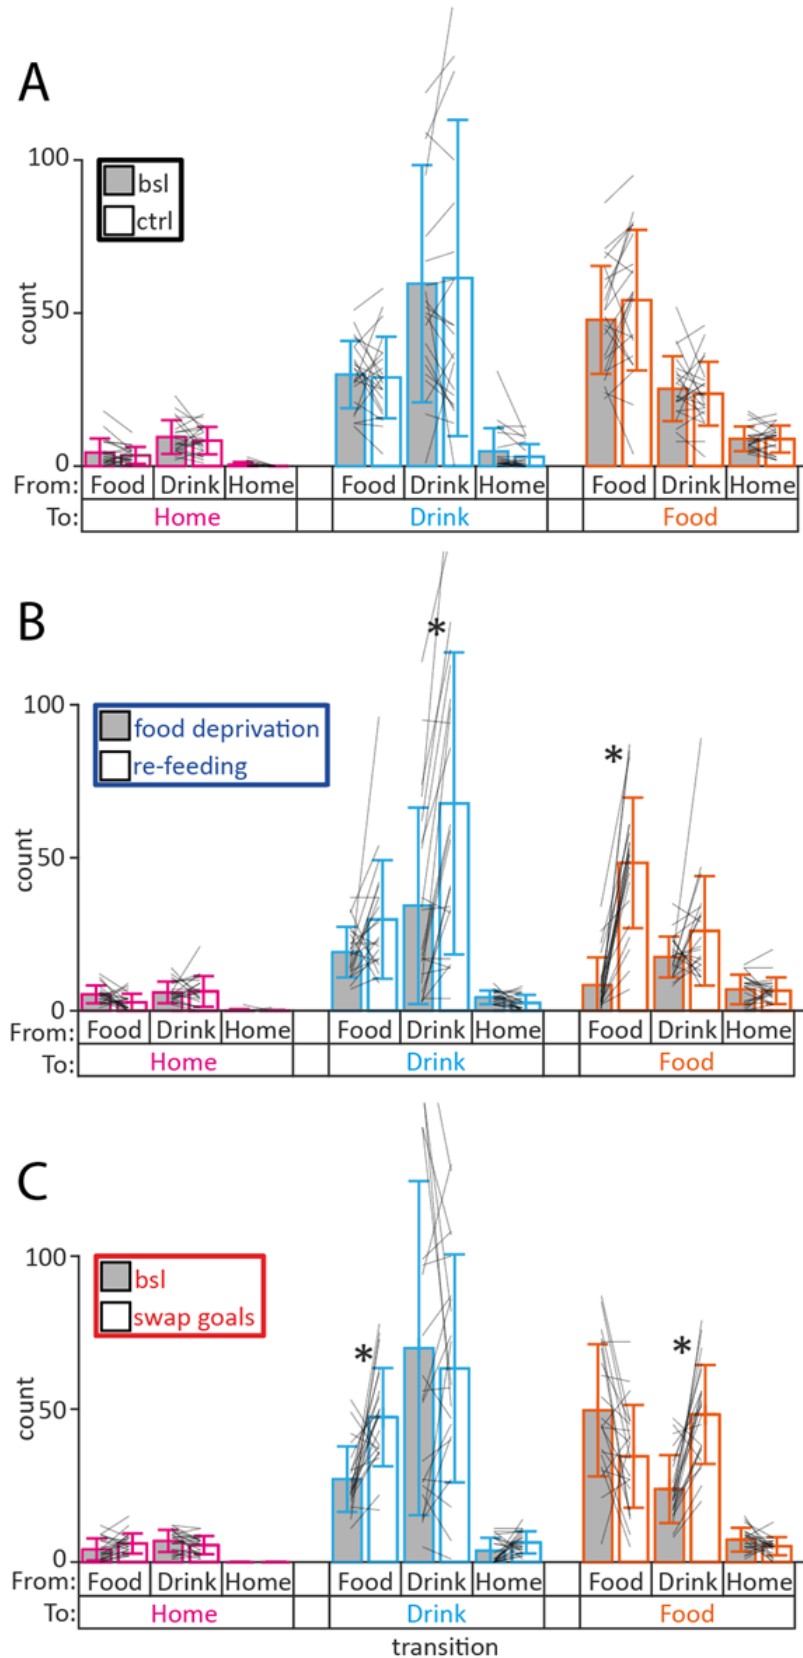 A
100
bsl
ctrl
count
50
0
From: Food Drink Home Food Drink Home Food Drink Home
To: Home Drink Food
B
*
100
food deprivation
re-feeding
*
count
50
0
From: Food Drink Home Food Drink Home Food Drink Home
To: Home Drink Food
C
100
bsl
swap goals
*
*
count
50
0
From: Food Drink Home Food Drink Home Food Drink Home
To: Home Drink Food
transition